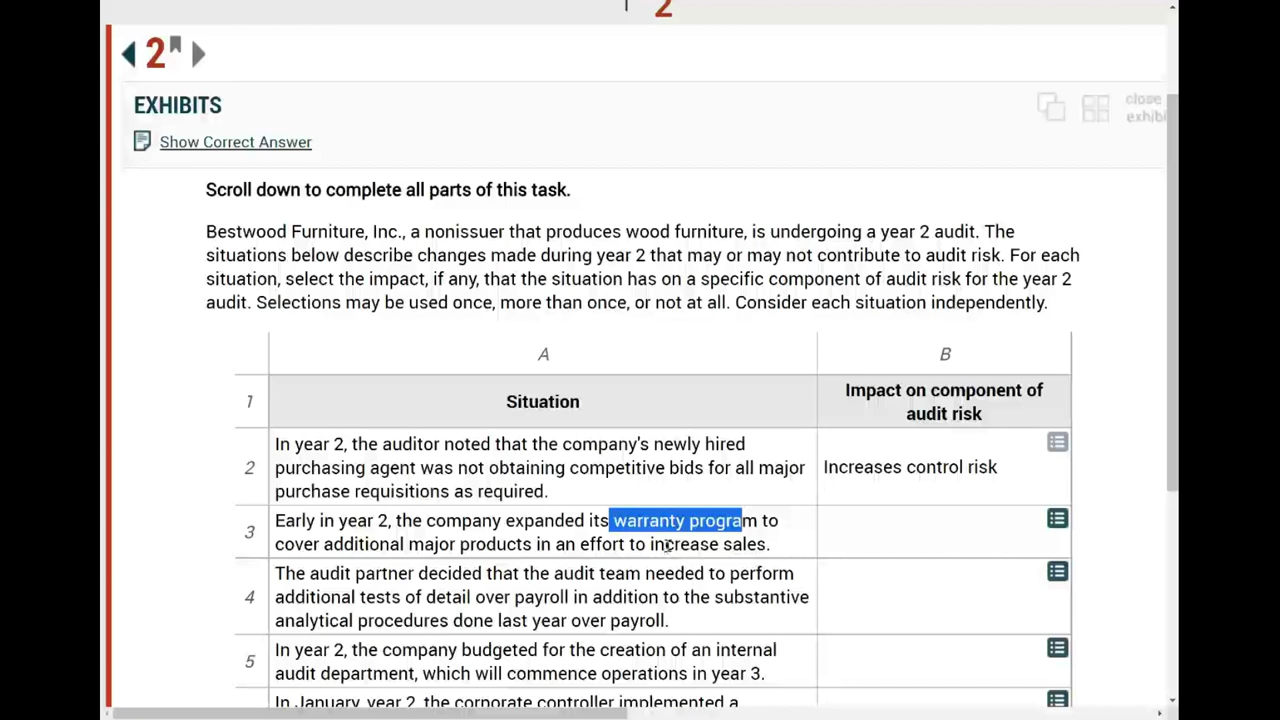 2
2
EXHIBITS
close
Show Correct Answer
Scroll down to complete all parts of this task.
Bestwood Furniture, Inc., a nonissuer that produces wood furniture, is undergoing a year 2 audit. The
situations below describe changes made during year 2 that may or may not contribute to audit risk. For each
situation, select the impact, if any, that the situation has on a specific component of audit risk for the year 2
audit. Selections may be used once, more than once, or not at all. Consider each situation independently.
A B
1 Situation Impact on component of
audit risk
In year 2, the auditor noted that the company's newly hired
2 purchasing agent was not obtaining competitive bids for all major Increases control risk
purchase requisitions as required.
Early in year 2, the company expanded its warranty program to
3 cover additional major products in an effort to increase sales.
The audit partner decided that the audit team needed to perform
4 additional tests of detail over payroll in addition to the substantive
analytical procedures done last year over payroll.
In year 2, the company budgeted for the creation of an internal
5 audit department, which will commence operations in year 3.
In January, year 2, the corporate controller implemented a